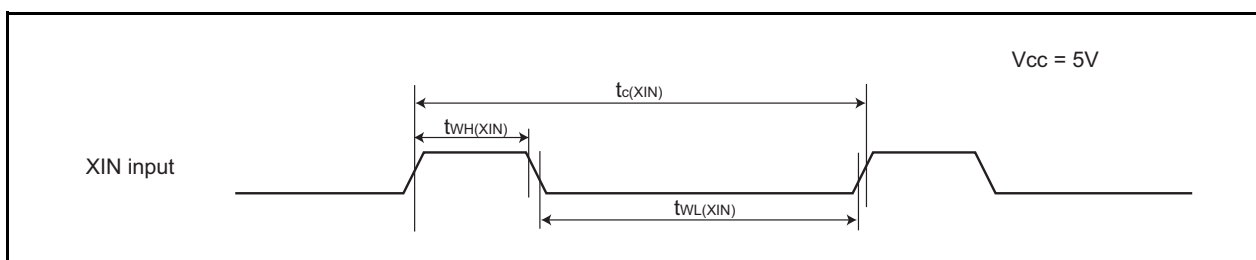 Vcc = 5V
tc(XIN)
tWH(XIN)
XIN input
tWL(XIN)